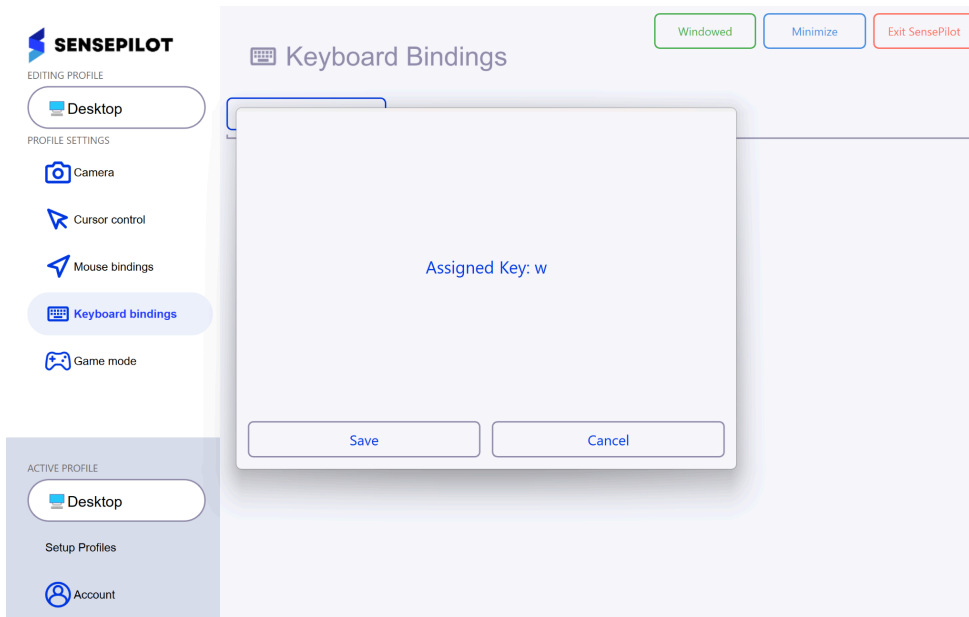 SENSEPILOT
EDITING PROFILE
Desktop
PROFILE SETTINGS
Camera
Cursor control
Mouse bindings
Keyboard bindings
Game mode
ACTIVE PROFILE
Desktop
Setup Profiles
Account
Keyboard Bindings
Windowed
Minimize
Exit SensePilot
Assigned Key: w
Save
Cancel